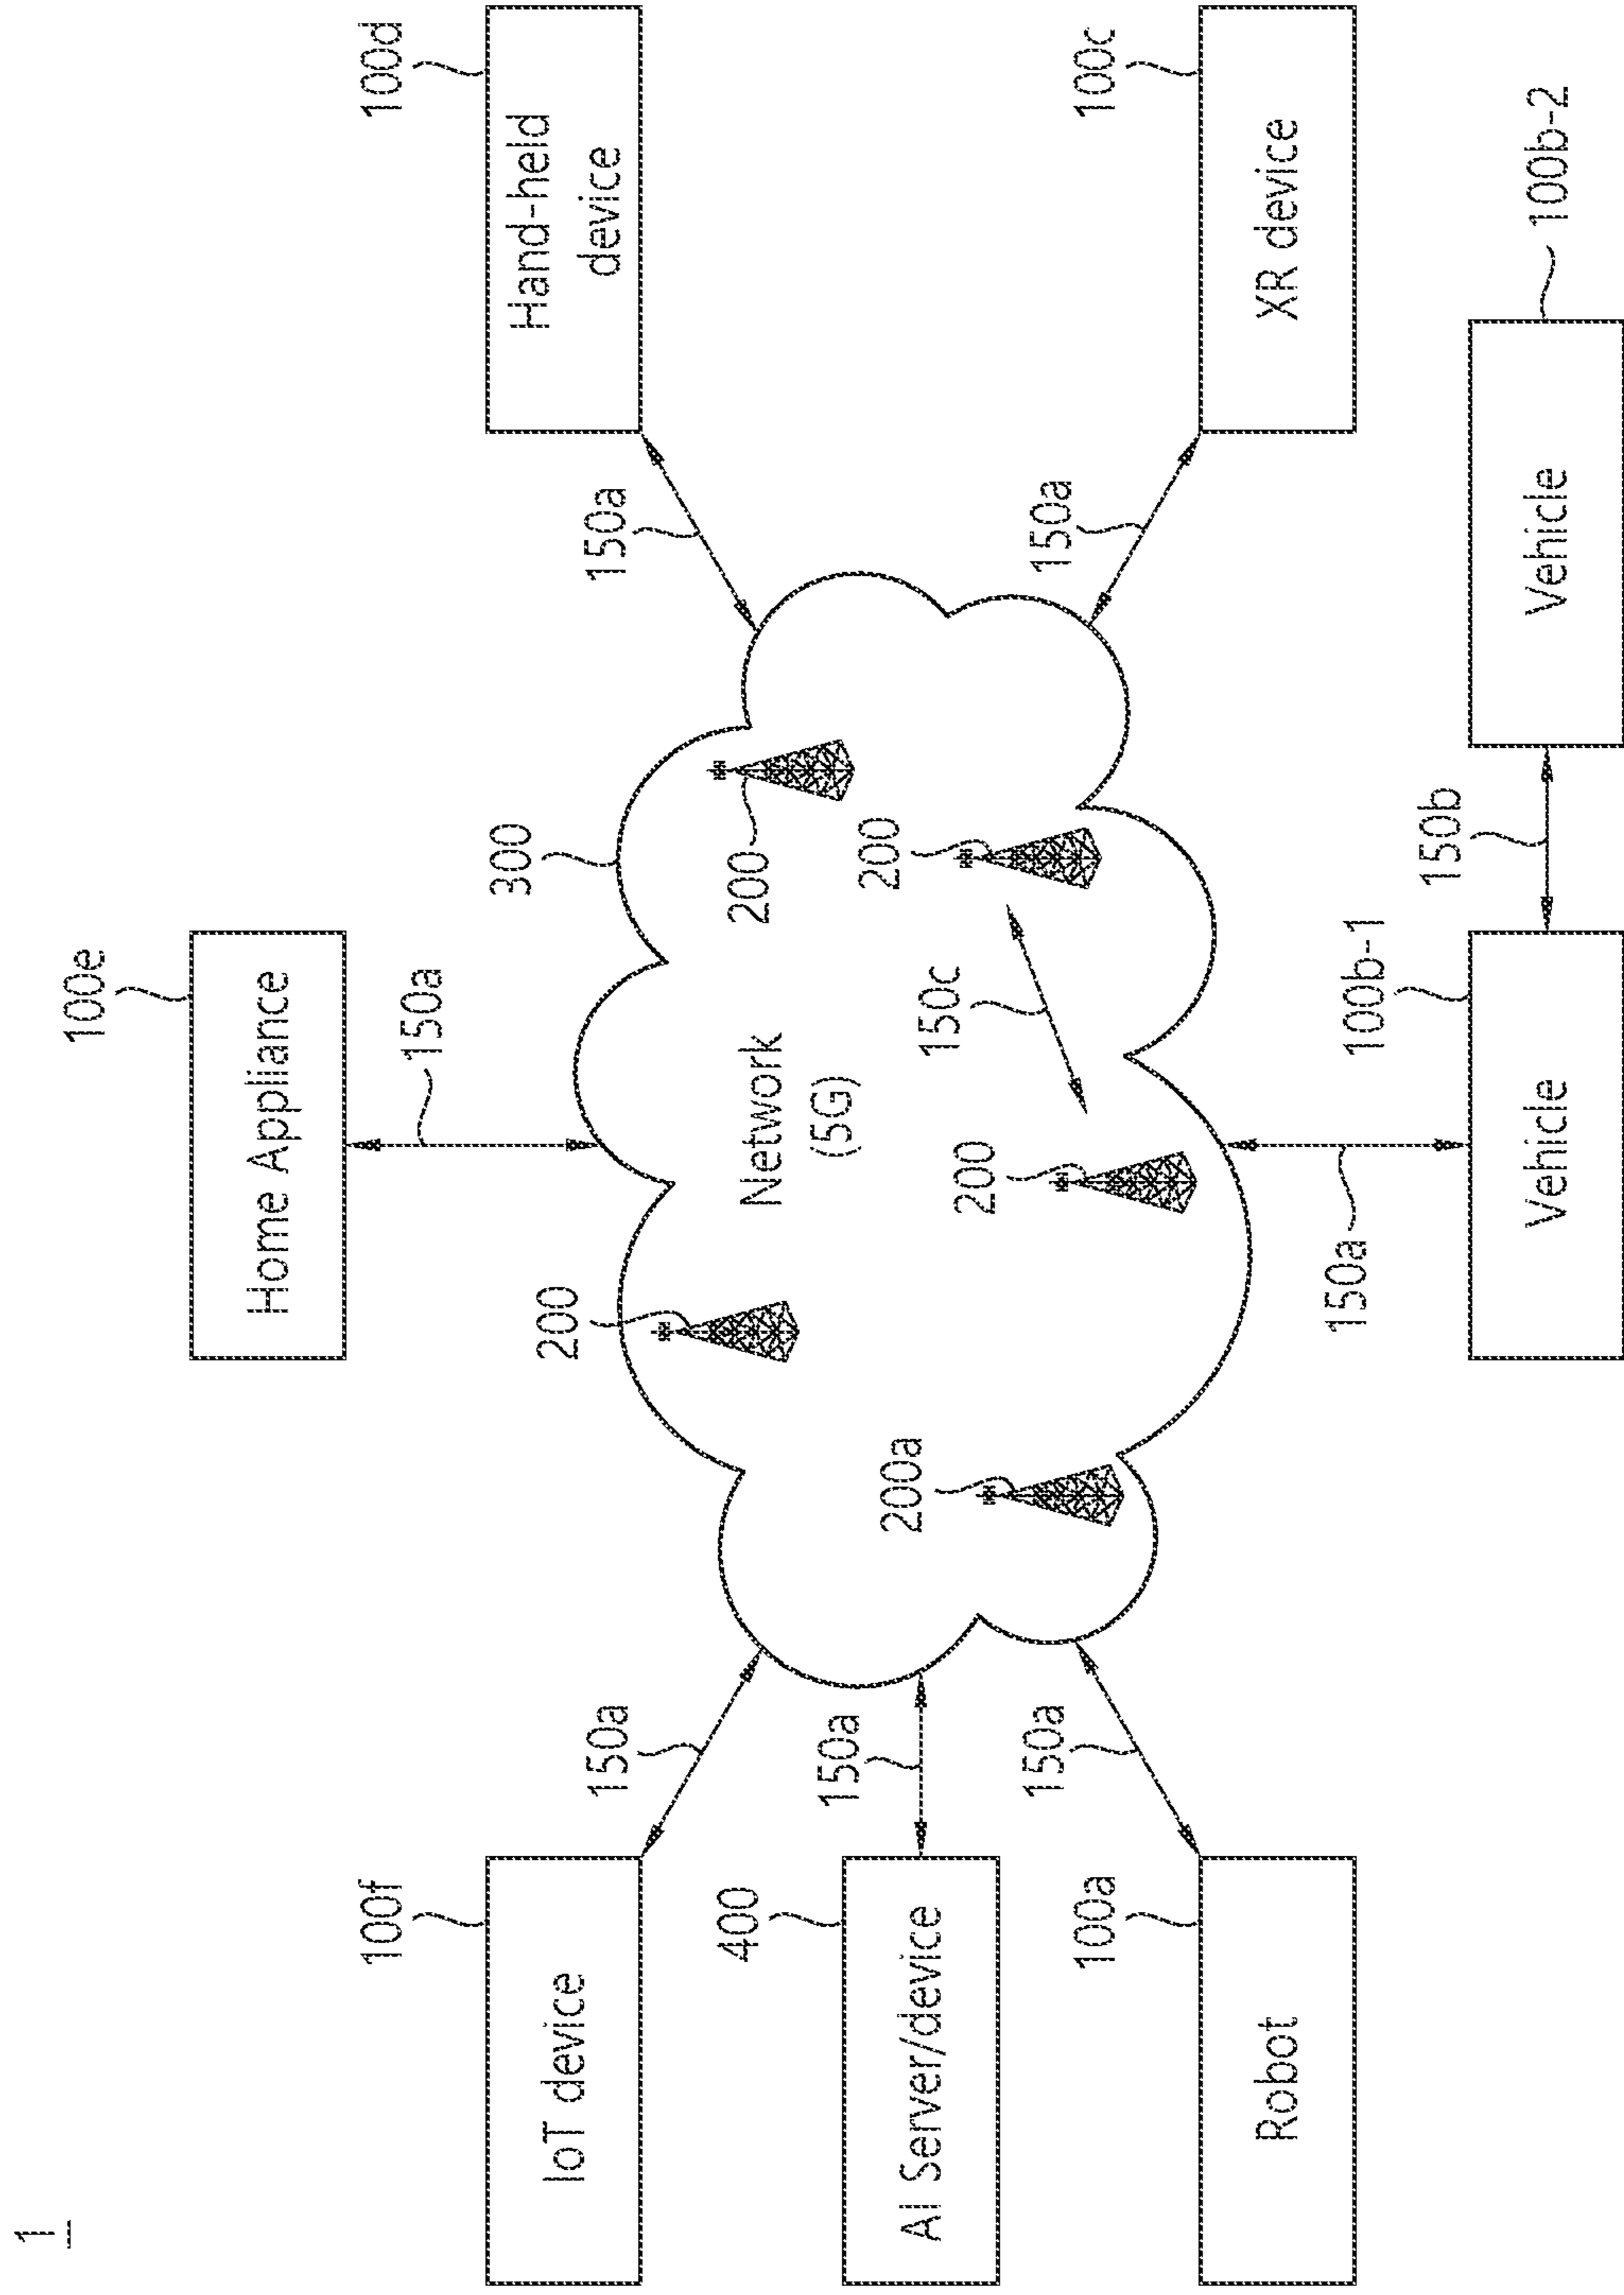 1
100e
Home Appliance
150a
100f
IoT device
150a
300
100d
Hand-held
device
150a
200
200
Network
(5G)
400
AI Server/device
150a
200a
200
150c
200
100a
Robot
150a
100c
XR device
150a
150a
100b-1
Vehicle
150b
Vehicle
100b-2